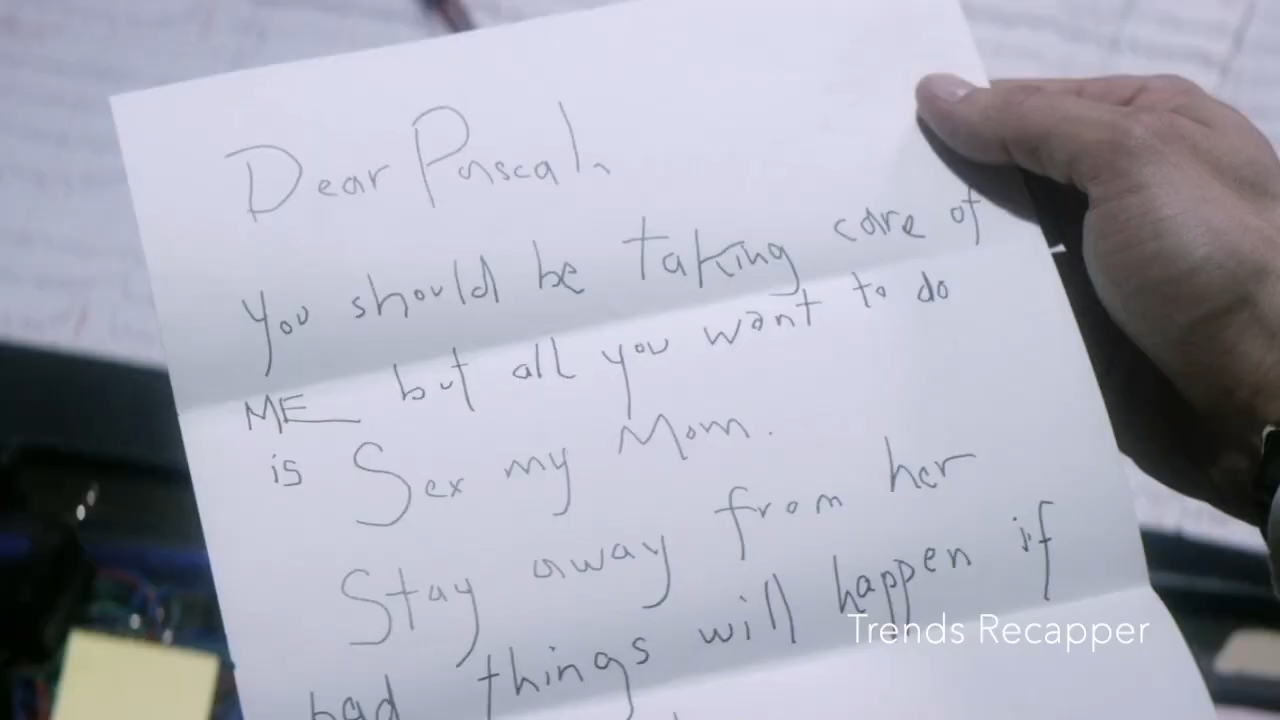 Dear Pascal,
You should be taking care of
ME but all you want to do
is Sex my Mom.
Stay away from her
bad things will happen if
Trends Recapper